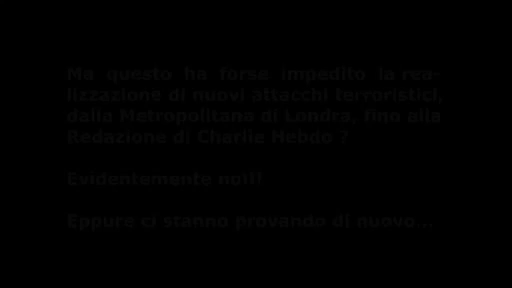 Ma questo ha forse impedito la rea-
lizzazione di nuovi attacchi terroristici,
dalla Metropolitana di Londra, fino alla
Redazione di Charlie Hebdo ?
Evidentemente no!!!
Eppure ci stanno provando di nuovo...